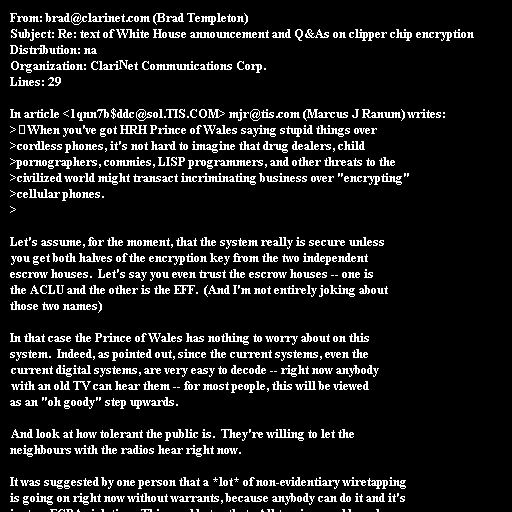 From: brad@clarinet.com (Brad Templeton)
Subject: Re: text of White House announcement and Q&As on clipper chip encryption
Distribution: na
Organization: ClariNet Communications Corp.
Lines: 29

In article <1qnn7b$ddc@sol.TIS.COM> mjr@tis.com (Marcus J Ranum) writes:
> When you've got HRH Prince of Wales saying stupid things over
>cordless phones, it's not hard to imagine that drug dealers, child
>pornographers, commies, LISP programmers, and other threats to the
>civilized world might transact incriminating business over "encrypting"
>cellular phones.
>

Let's assume, for the moment, that the system really is secure unless
you get both halves of the encryption key from the two independent
escrow houses.  Let's say you even trust the escrow houses -- one is
the ACLU and the other is the EFF.  (And I'm not entirely joking about
those two names)

In that case the Prince of Wales has nothing to worry about on this
system.  Indeed, as pointed out, since the current systems, even the
current digital systems, are very easy to decode -- right now anybody
with an old TV can hear them -- for most people, this will be viewed
as an "oh goody" step upwards.

And look at how tolerant the public is.  They're willing to let the
neighbours with the radios hear right now.

It was suggested by one person that a *lot* of non-evidentiary wiretapping
is going on right now without warrants, because anybody can do it and it's